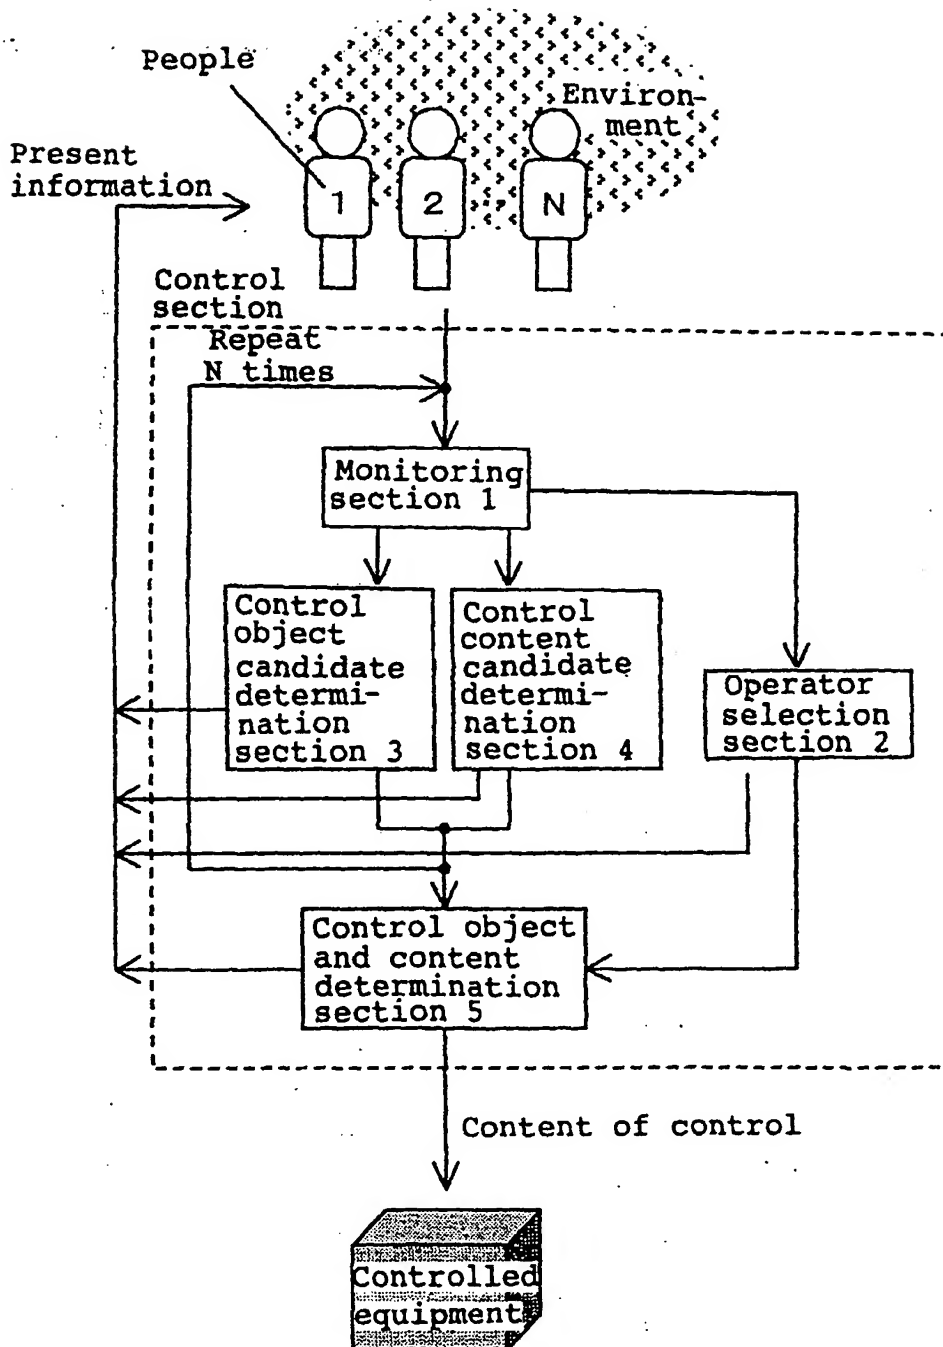 People
Environ-
ment
Present
information
1
2
N
Control
section
Repeat
N times
Monitoring
section 1
Control
object
candidate
determi-
nation
section 3
Control
content
candidate
determi-
nation
section 4
Operator
selection
section 2
Control object
and content
determination
section 5
Content of control
Controlled
equipment